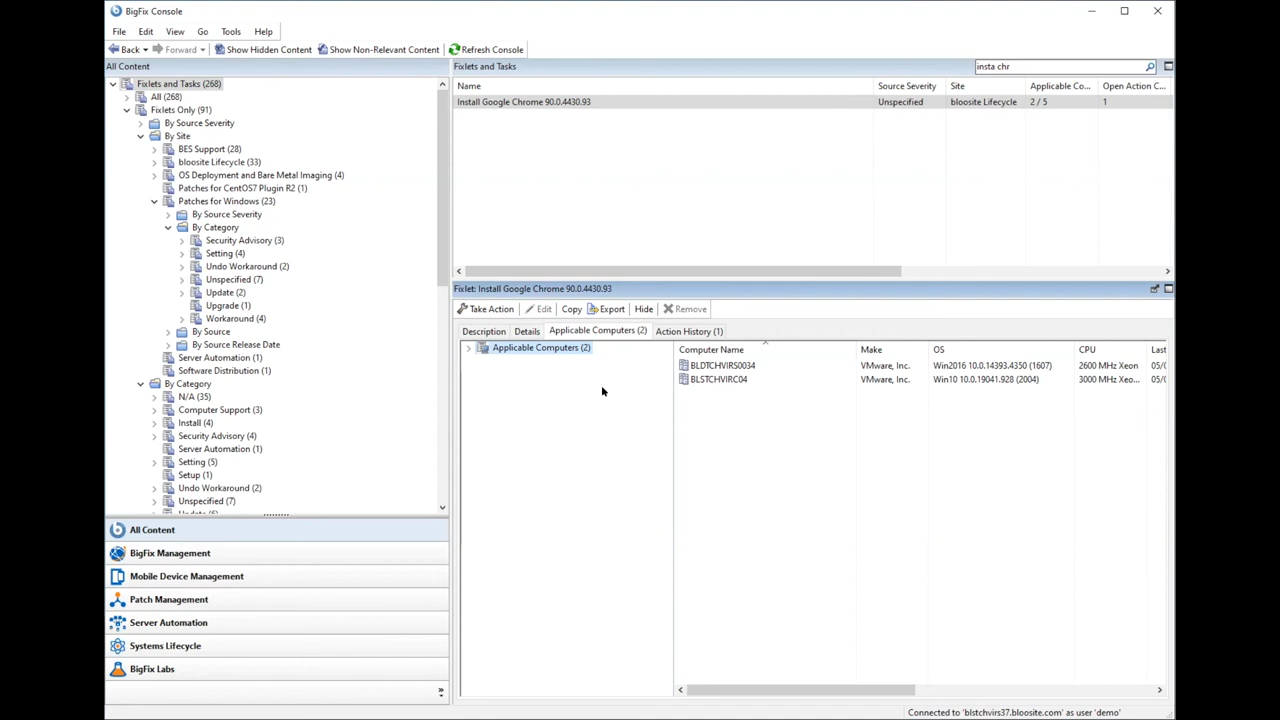 BigFix Console
File Edit View Go Tools Help
Back Forward Show Hidden Content Show Non-Relevant Content Refresh Console
All Content
Fixlets and Tasks (268)
All (268)
Fixlets Only (91)
By Source Severity
By Site
BES Support (28)
bloosite Lifecycle (33)
OS Deployment and Bare Metal Imaging (4)
Patches for CentOS7 Plugin R2 (1)
Patches for Windows (23)
By Source Severity
By Category
Security Advisory (3)
Setting (4)
Undo Workaround (2)
Unspecified (7)
Update (2)
Upgrade (1)
Workaround (4)
By Source
By Source Release Date
Server Automation (1)
Software Distribution (1)
By Category
N/A (35)
Computer Support (3)
Install (4)
Security Advisory (4)
Server Automation (1)
Setting (5)
Setup (1)
Undo Workaround (2)
Unspecified (7)
All Content
BigFix Management
Mobile Device Management
Patch Management
Server Automation
Systems Lifecycle
BigFix Labs
Fixlets and Tasks insta chr
Name Source Severity Site Applicable Co... Open Action C...
Install Google Chrome 90.0.4430.93 Unspecified bloosite Lifecycle 2 / 5 1
Fixlet: Install Google Chrome 90.0.4430.93
Take Action Edit Copy Export Hide Remove
Description Details Applicable Computers (2) Action History (1)
Applicable Computers (2)
Computer Name Make OS CPU Last
BLDTCHVIRS0034 VMware, Inc. Win2016 10.0.14393.4350 (1607) 2600 MHz Xeon 05/0
BLSTCHVIRC04 VMware, Inc. Win10 10.0.19041.928 (2004) 3000 MHz Xeo... 05/0
Connected to 'blstchvirs37.bloosite.com' as user 'demo'